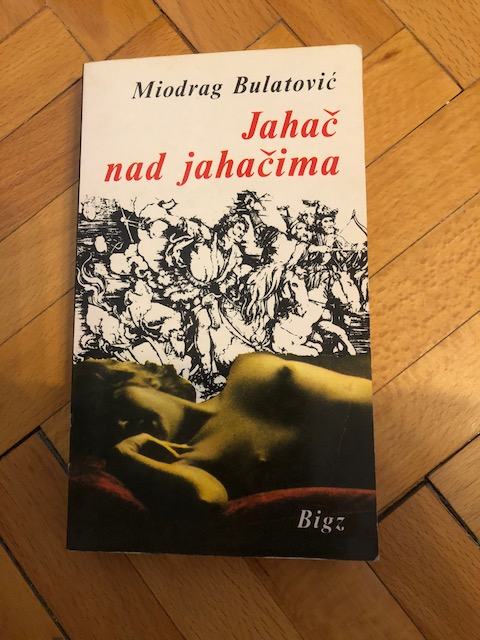 Miodrag Bulatović
Jahač
nad jahačima
Bigz